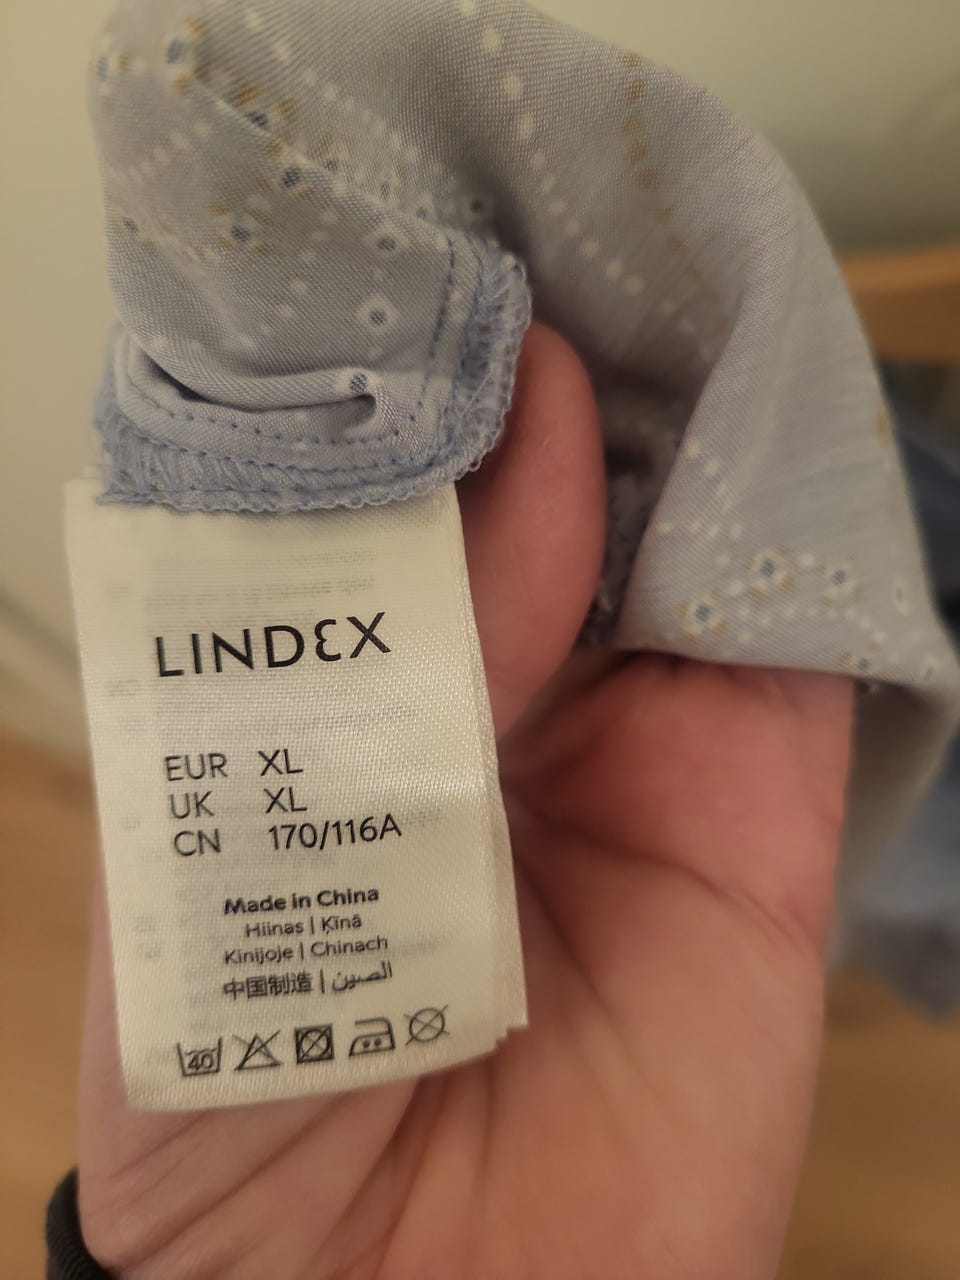 LINDEX
EUR XL
UK XL
CN 170/116A
Made in China
Hiinas | Ķīnā
Kinijoje | Chinach
中国制造 | الصين
40